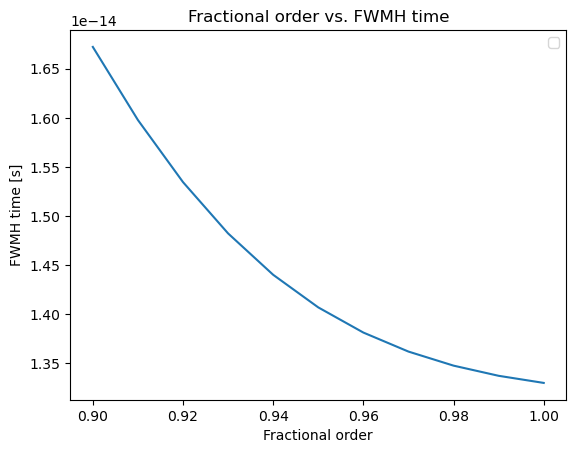 Fractional order vs. FWMH time
1e−14
1.65
1.60
1.55
1.50
1.45
1.40
1.35
FWMH time [s]
0.90 0.92 0.94 0.96 0.98 1.00
Fractional order